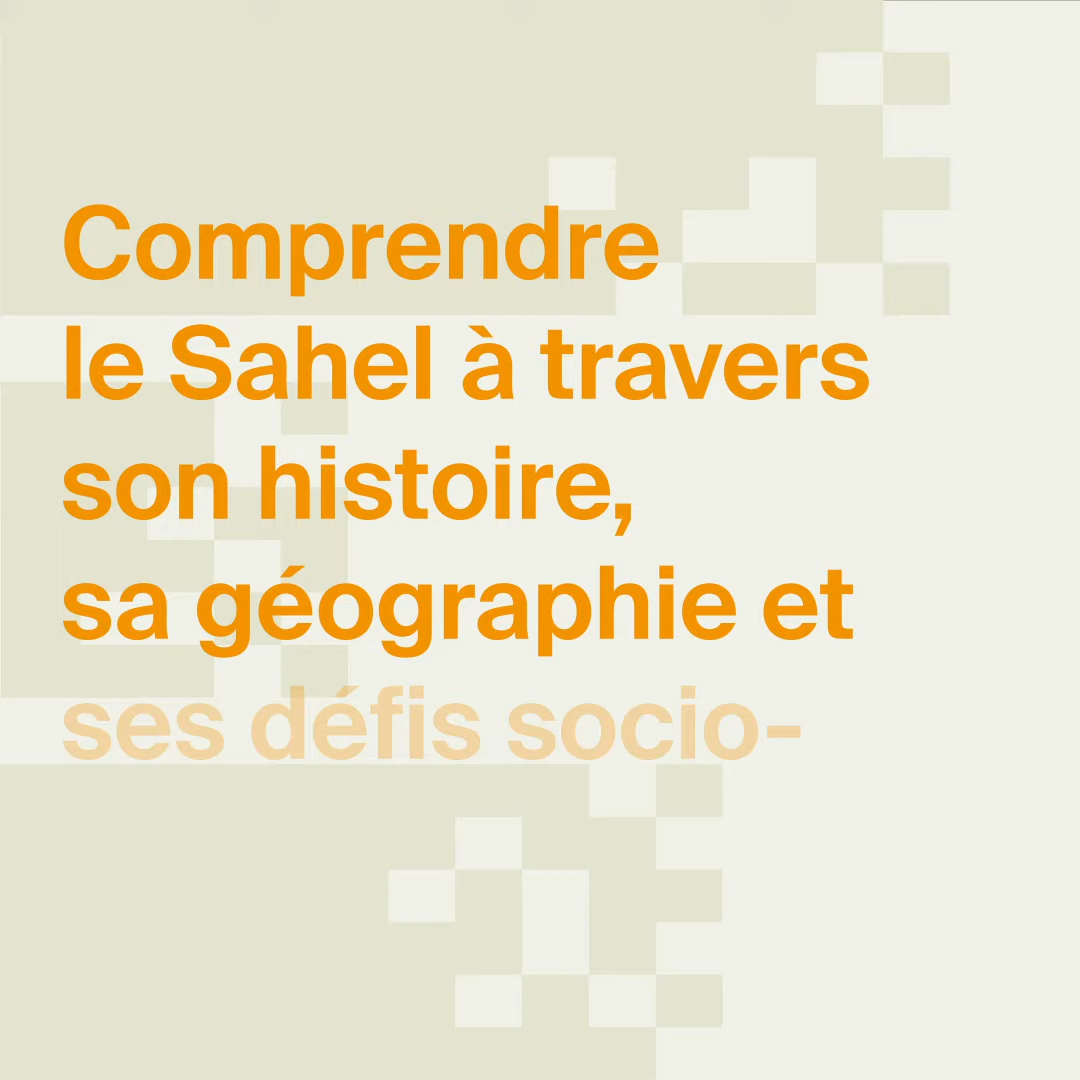 Comprendre
le Sahel à travers
son histoire,
sa géographie et
ses défis socio-